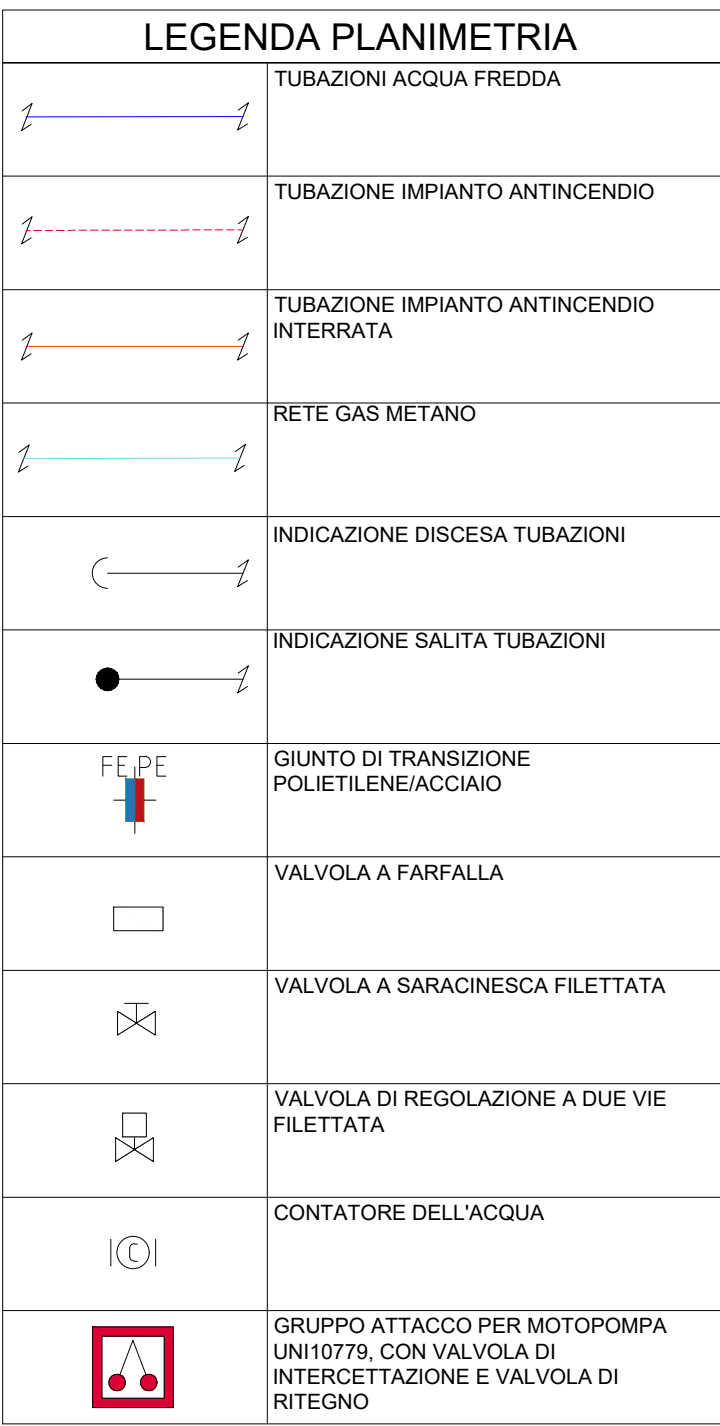 LEGENDA PLANIMETRIA
TUBAZIONI ACQUA FREDDA
TUBAZIONE IMPIANTO ANTINCENDIO
TUBAZIONE IMPIANTO ANTINCENDIO
INTERRATA
RETE GAS METANO
INDICAZIONE DISCESA TUBAZIONI
INDICAZIONE SALITA TUBAZIONI
FE PE
GIUNTO DI TRANSIZIONE
POLIETILENE/ACCIAIO
VALVOLA A FARFALLA
VALVOLA A SARACINESCA FILETTATA
VALVOLA DI REGOLAZIONE A DUE VIE
FILETTATA
C
CONTATORE DELL'ACQUA
GRUPPO ATTACCO PER MOTOPOMPA
UNI10779, CON VALVOLA DI
INTERCETTAZIONE E VALVOLA DI
RITEGNO